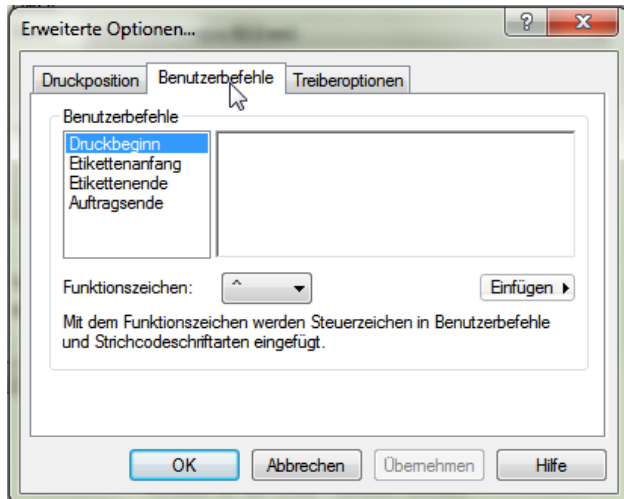 Erweiterte Optionen...
Druckposition Benutzerbefehle Treiberoptionen
Benutzerbefehle
Druckbeginn
Etikettenanfang
Etikettenende
Auftragsende
Funktionszeichen: ^ Einfügen
Mit dem Funktionszeichen werden Steuerzeichen in Benutzerbefehle
und Strichcodeschriftarten eingefügt.
OK Abbrechen Übernehmen Hilfe